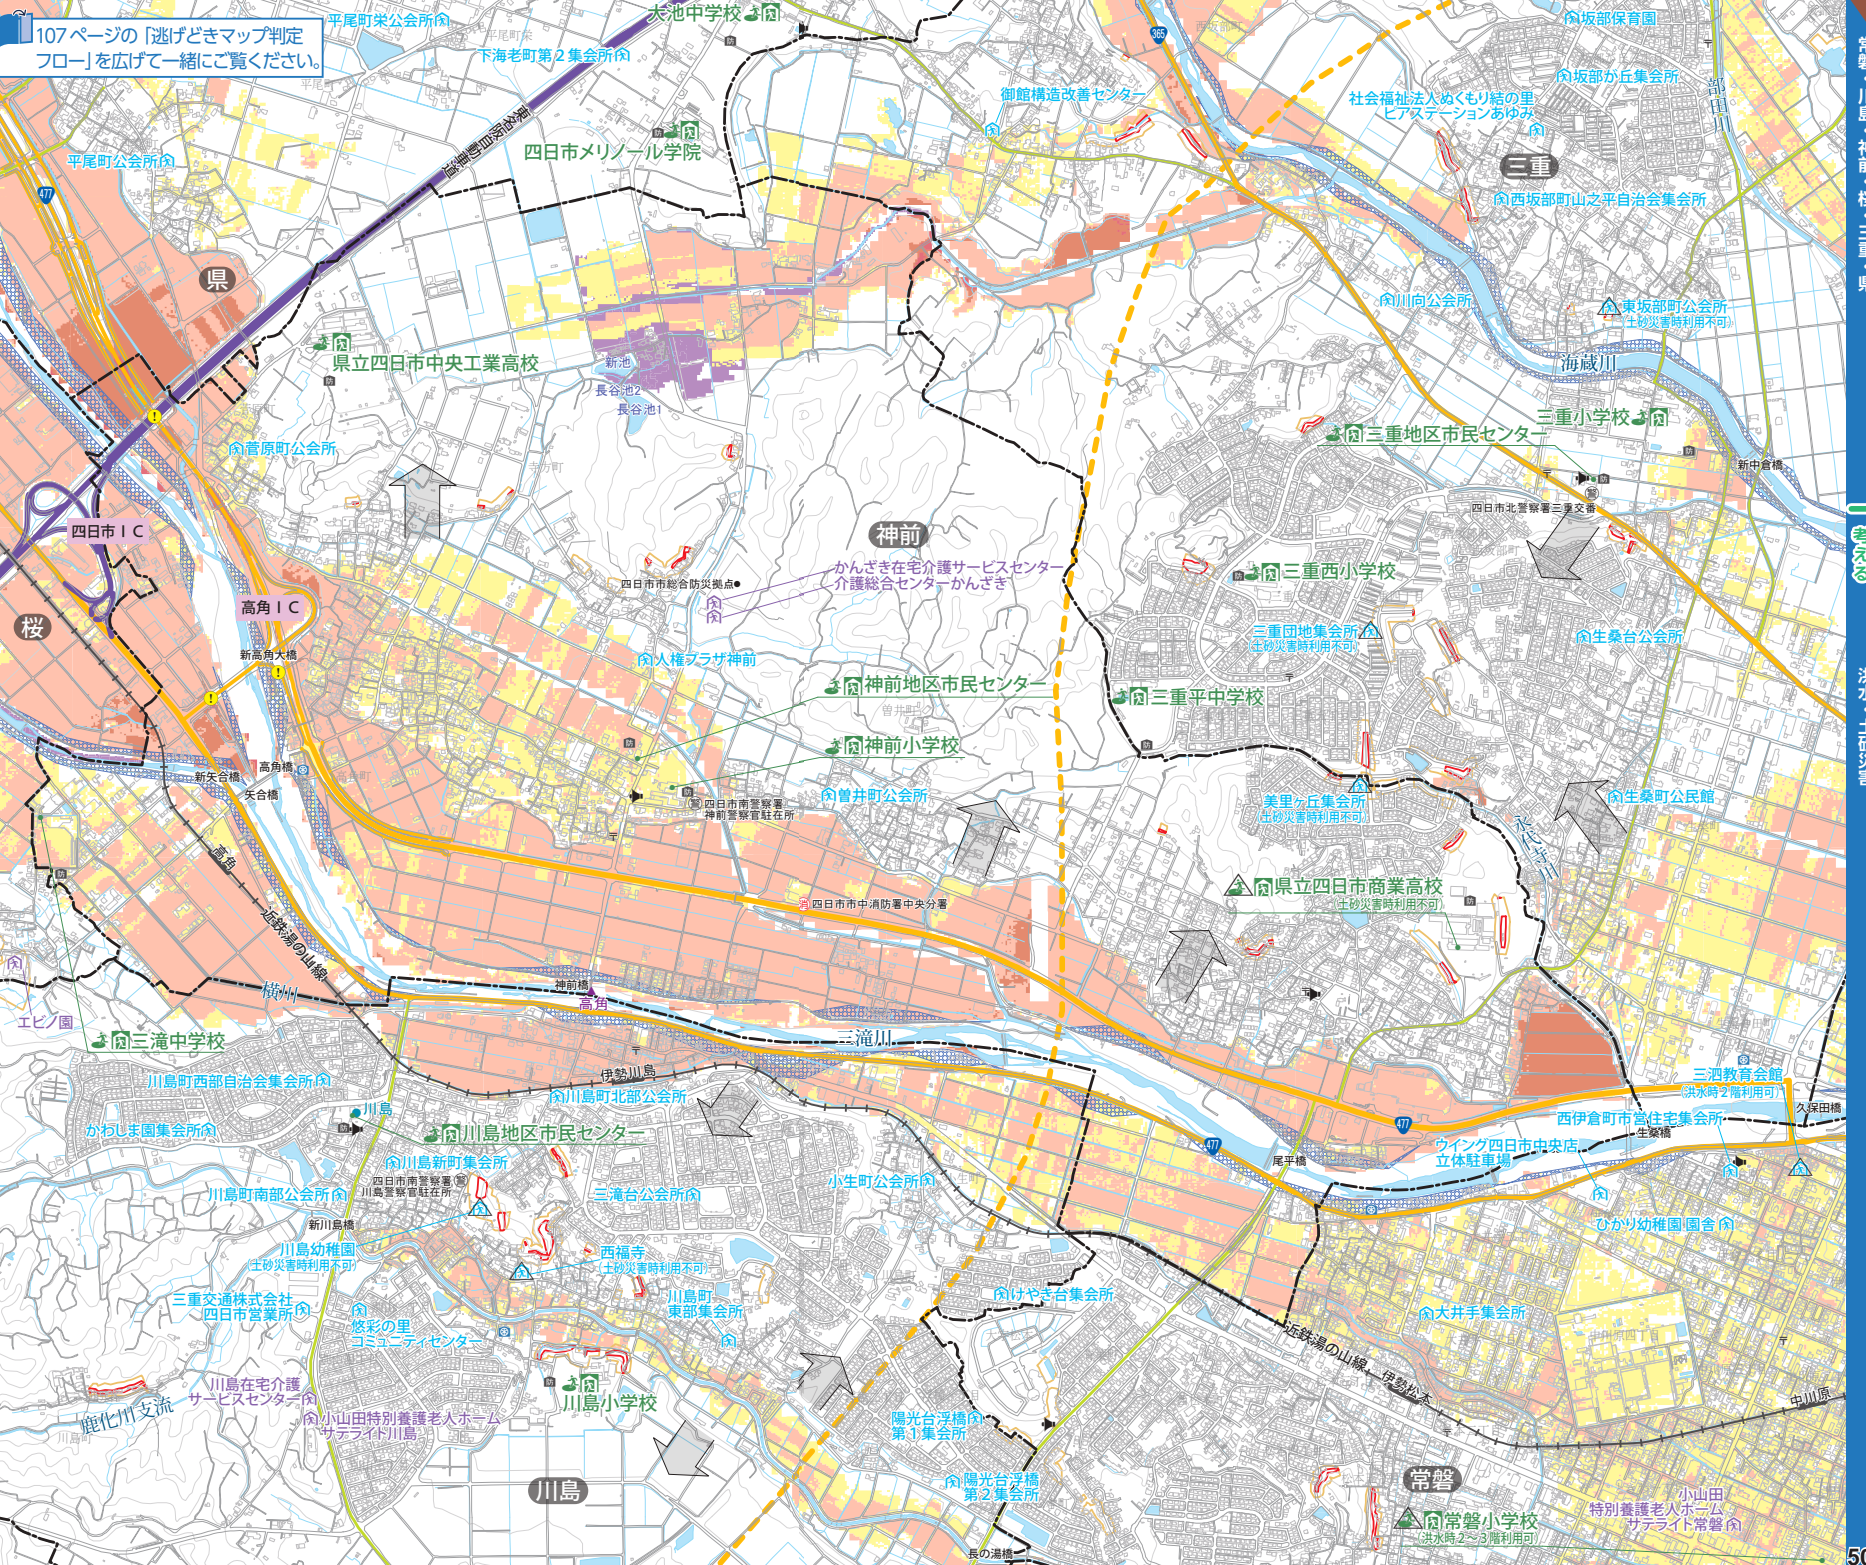 107ページの「逃げどきマップ判定
フロー」を広げて一緒にご覧ください。
平尾町栄公会所
大池中学校
下海老町第2集会所
365
坂部保育園
坂部が丘集会所
部田川
御館構造改善センター
社会福祉法人ぬくもり結の里
ピアステーションあゆみ
東名阪自動車道
四日市メリノール学院
平尾町公会所
477
三重
西坂部町山之平自治会集会所
県
川向公会所
東坂部町公会所
(土砂災害時利用不可)
海蔵川
県立四日市中央工業高校
新池
長谷池2
長谷池1
三重小学校
三重地区市民センター
菅原町公会所
寺方町
新中倉橋
四日市北警察署三重交番
四日市IC
神前
かんざき在宅介護サービスセンター
介護総合センターかんざき
四日市市総合防災拠点
三重西小学校
高角IC
桜
三重団地集会所
(土砂災害時利用不可)
生桑台公会所
新高角大橋
人権プラザ神前
神前地区市民センター
三重平中学校
曽井町
神前小学校
高角橋
新矢合橋
矢合橋
高角町
曽井町公会所
四日市南警察署
神前警察官駐在所
美里ヶ丘集会所
(土砂災害時利用不可)
生桑町公民館
永代寺川
高角
県立四日市商業高校
(土砂災害時利用不可)
四日市市中消防署中央分署
近鉄湯の山線
横川
神前橋
高角
エビノ園
三滝中学校
三滝川
川島町西部自治会集会所
伊勢川島
川島町北部公会所
三泗教育会館
(洪水時2階利用可)
久保田橋
川島
かわしま園集会所
川島地区市民センター
西伊倉町市営住宅集会所
生桑橋
477
477
ウイング四日市中央店
立体駐車場
尾平橋
川島新町集会所
四日市南警察署
川島警察官駐在所
川島町南部公会所
三滝台公会所
小生町公会所
新川島橋
ひかり幼稚園 園舎
川島幼稚園
(土砂災害時利用不可)
西福寺
(土砂災害時利用不可)
三重交通株式会社
四日市営業所
川島町
東部集会所
けやき台集会所
悠彩の里
コミュニティセンター
大井手集会所
近鉄湯の山線
伊勢松本
川島在宅介護
サービスセンター
川島小学校
中川原
鹿化川支流
川島町
小山田特別養護老人ホーム
サテライト川島
陽光台浮橋
第1集会所
川島
陽光台浮橋
第2集会所
常磐
常磐小学校
(洪水時2〜3階利用可)
小山田
特別養護老人ホーム
サテライト常磐
長の湯橋
考える